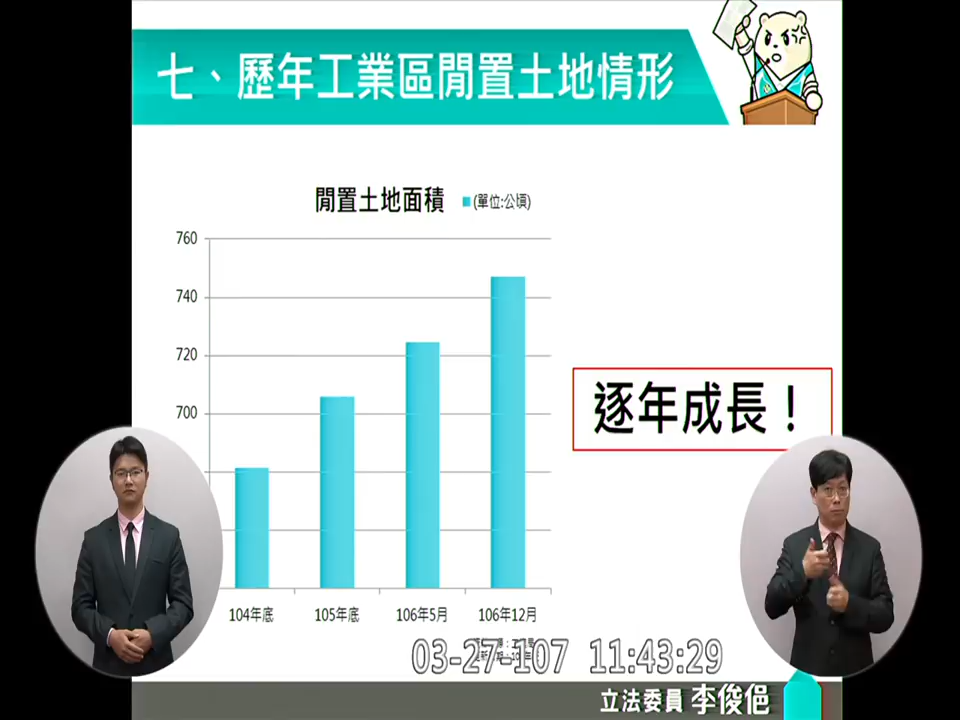 七、歷年工業區閒置土地情形
閒置土地面積 (單位:公頃)
760
740
720
700
逐年成長！
104年底 105年底 106年5月 106年12月
03-27-107 11:43:29
立法委員 李俊俋